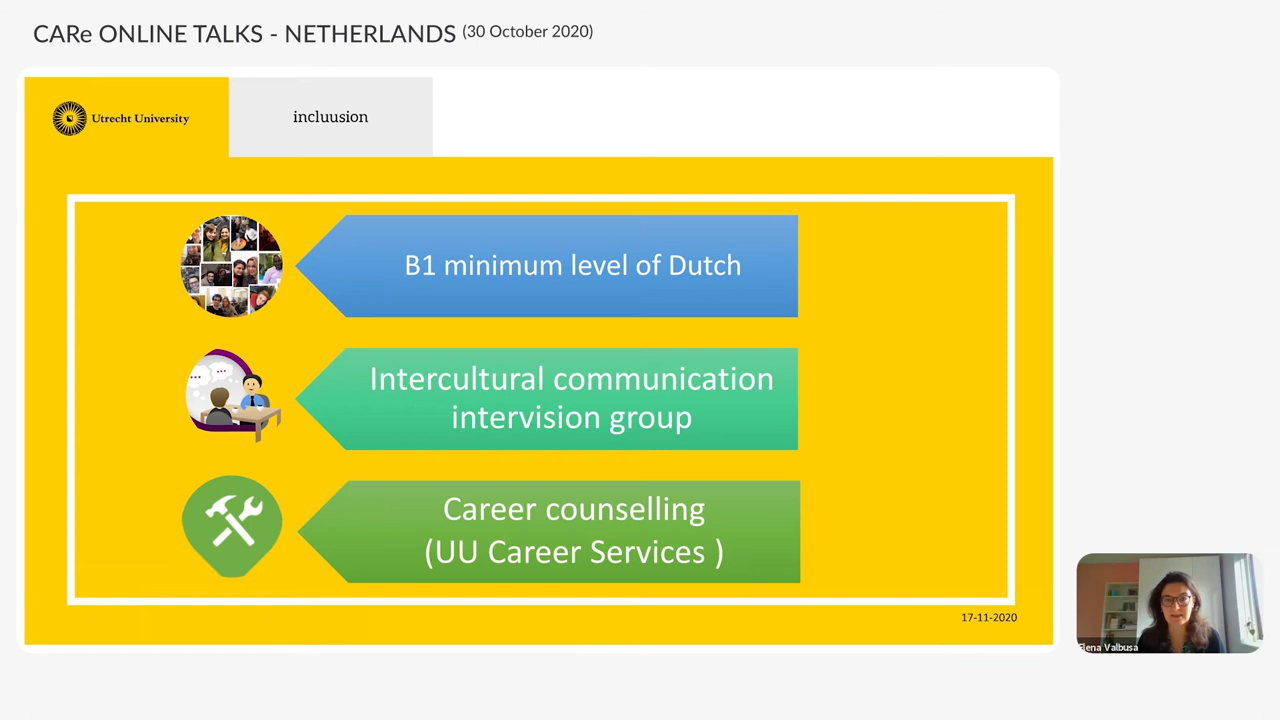 CARe ONLINE TALKS - NETHERLANDS (30 October 2020)
Utrecht University
incluusion
B1 minimum level of Dutch
Intercultural communication
intervision group
Career counselling
(UU Career Services )
17-11-2020
Elena Valbusa